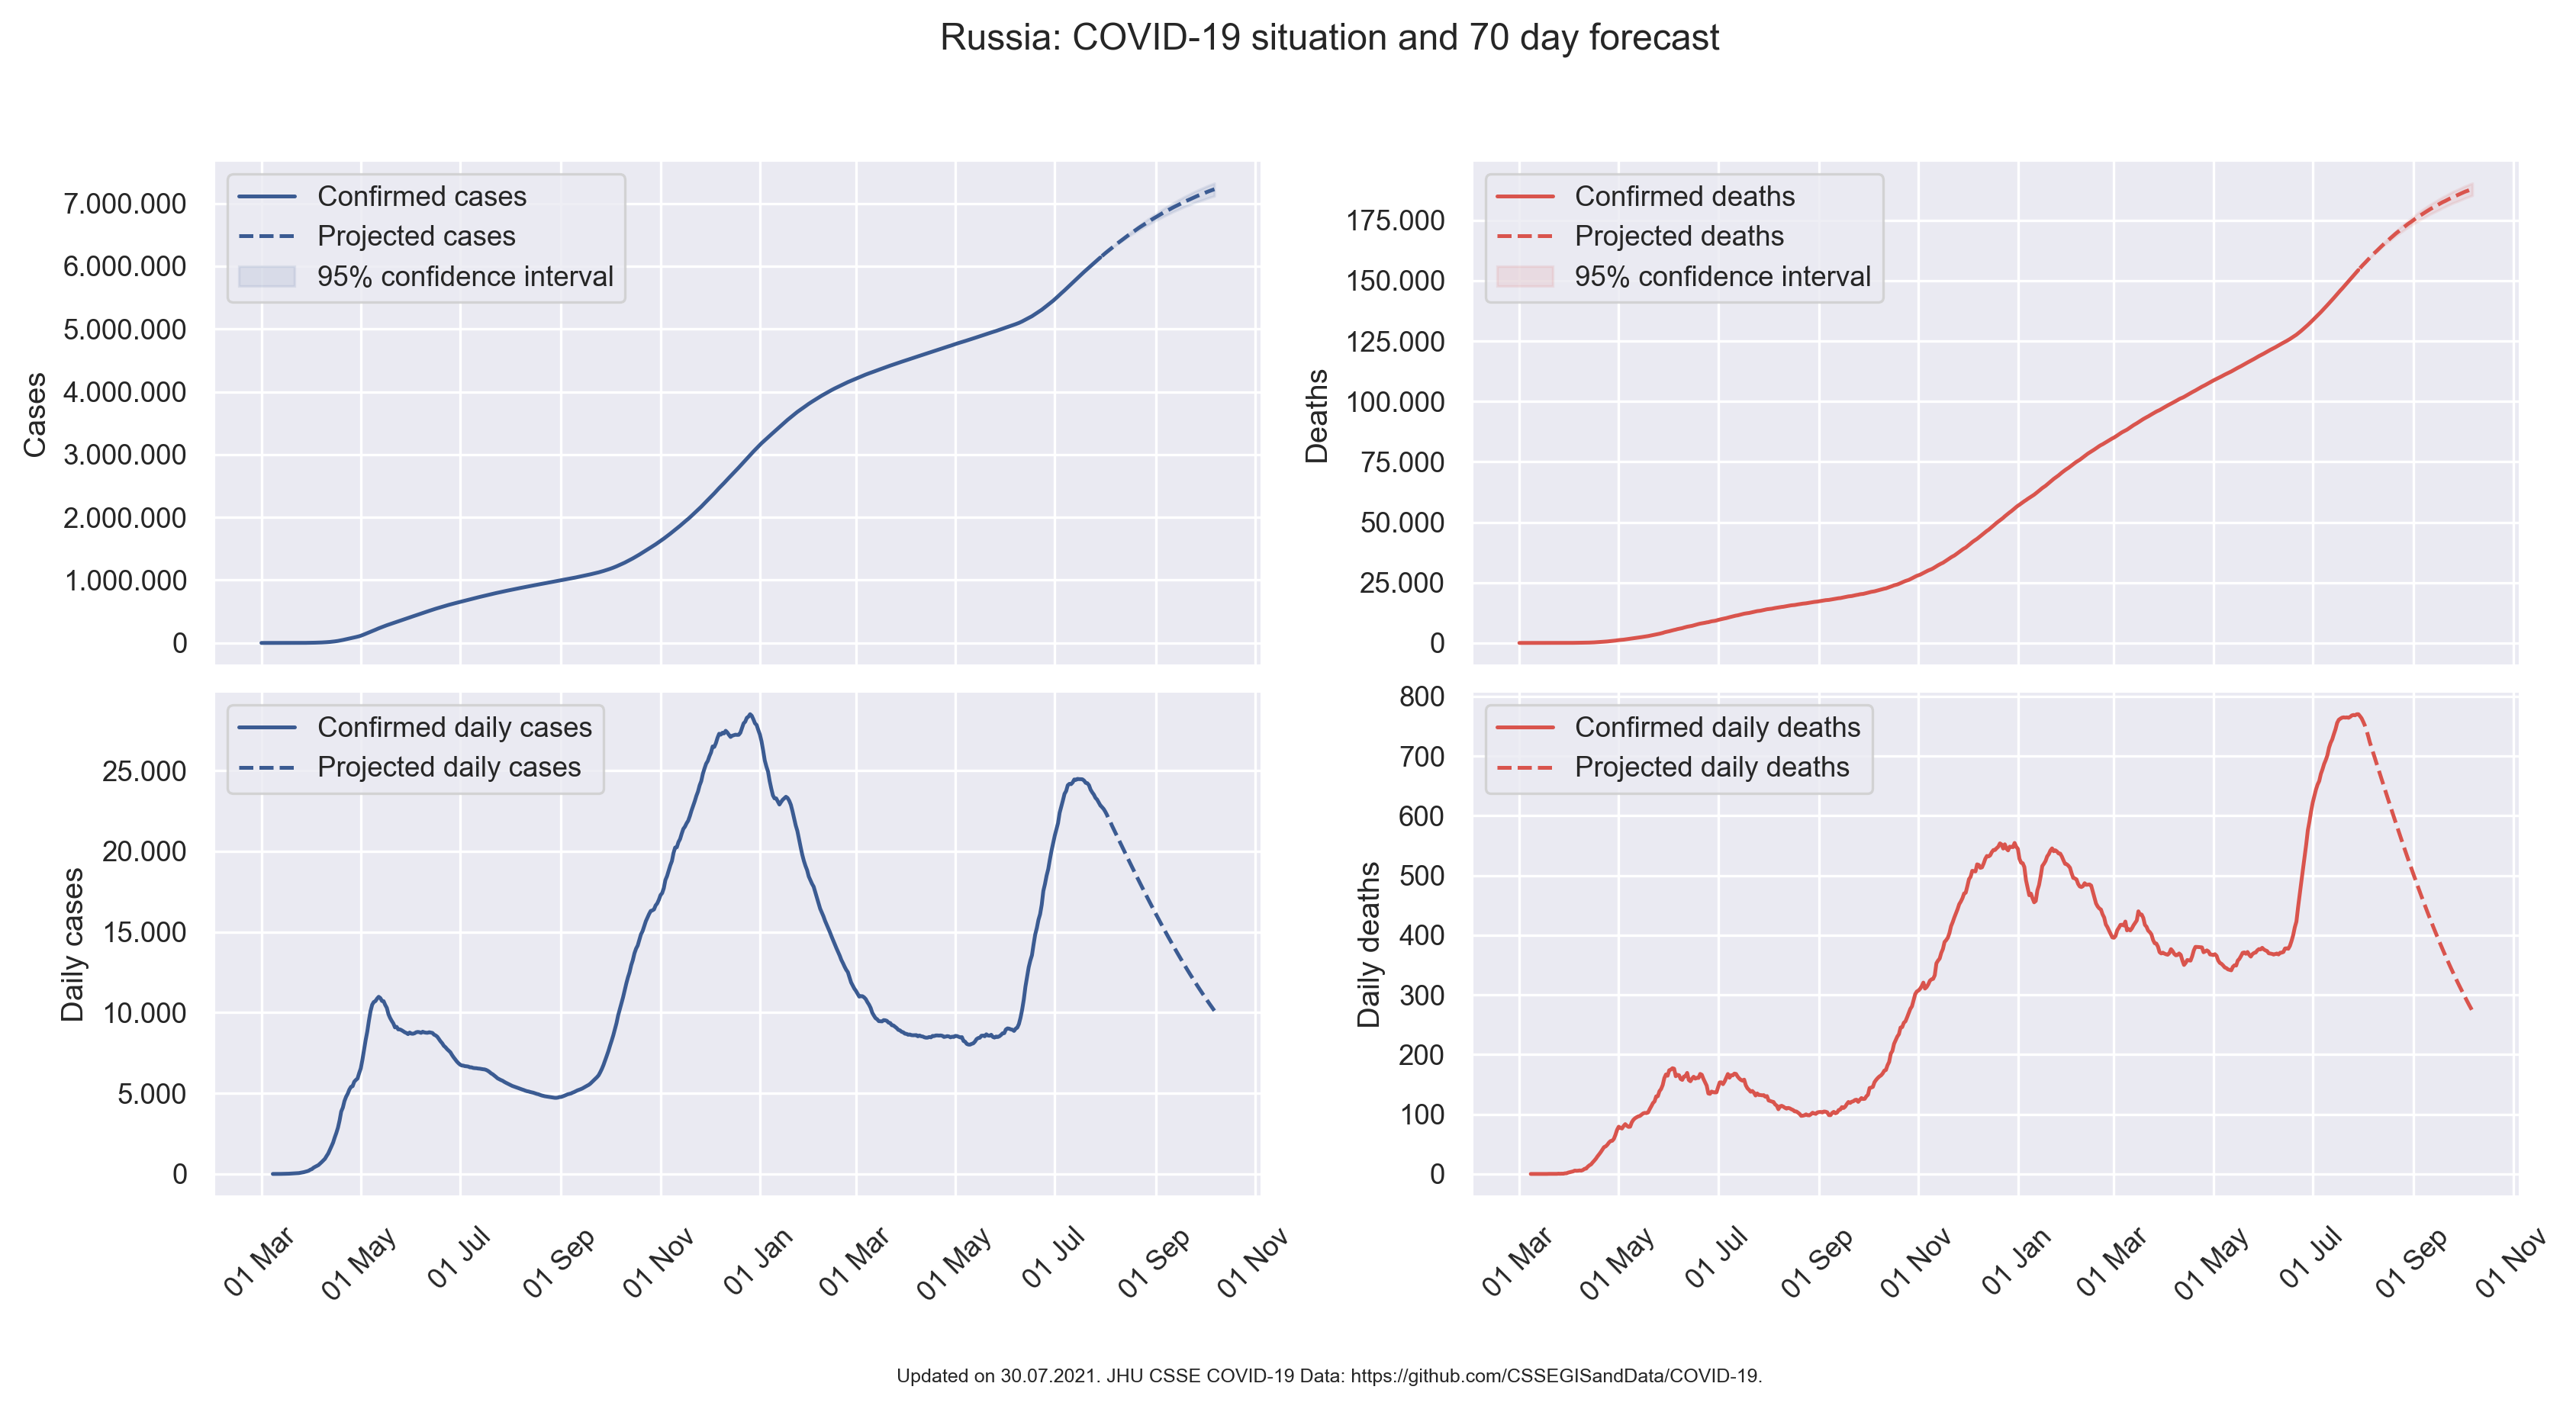 Russia: COVID-19 situation and 70 day forecast
Confirmed cases
Projected cases
95% confidence interval
7.000.000
6.000.000
5.000.000
4.000.000
3.000.000
2.000.000
1.000.000
0
Cases
Confirmed deaths
Projected deaths
95% confidence interval
175.000
150.000
125.000
100.000
75.000
50.000
25.000
0
Deaths
Confirmed daily cases
Projected daily cases
25.000
20.000
15.000
10.000
5.000
0
Daily cases
01 Mar
01 May
01 Jul
01 Sep
01 Nov
01 Jan
01 Mar
01 May
01 Jul
01 Sep
01 Nov
Confirmed daily deaths
Projected daily deaths
800
700
600
500
400
300
200
100
0
Daily deaths
01 Mar
01 May
01 Jul
01 Sep
01 Nov
01 Jan
01 Mar
01 May
01 Jul
01 Sep
01 Nov
Updated on 30.07.2021. JHU CSSE COVID-19 Data: https://github.com/CSSEGISandData/COVID-19.